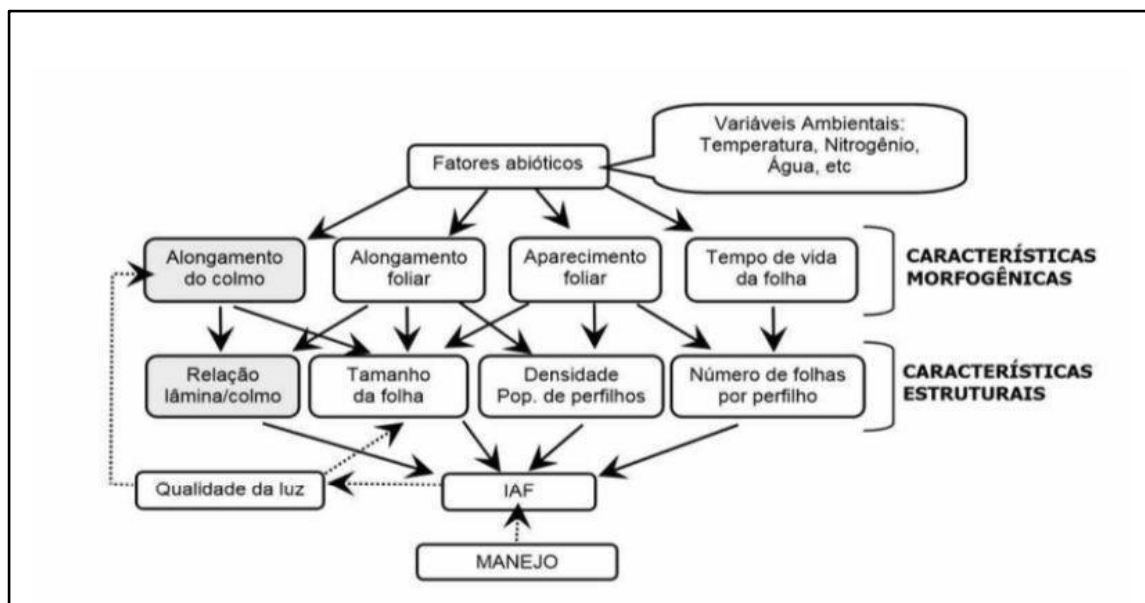 Variáveis Ambientais:
Temperatura, Nitrogênio,
Água, etc
Fatores abióticos
Alongamento
do colmo
Alongamento
foliar
Aparecimento
foliar
Tempo de vida
da folha
CARACTERÍSTICAS
MORFOGÊNICAS
Relação
lâmina/colmo
Tamanho
da folha
Densidade
Pop. de perfilhos
Número de folhas
por perfilho
CARACTERÍSTICAS
ESTRUTURAIS
Qualidade da luz
IAF
MANEJO